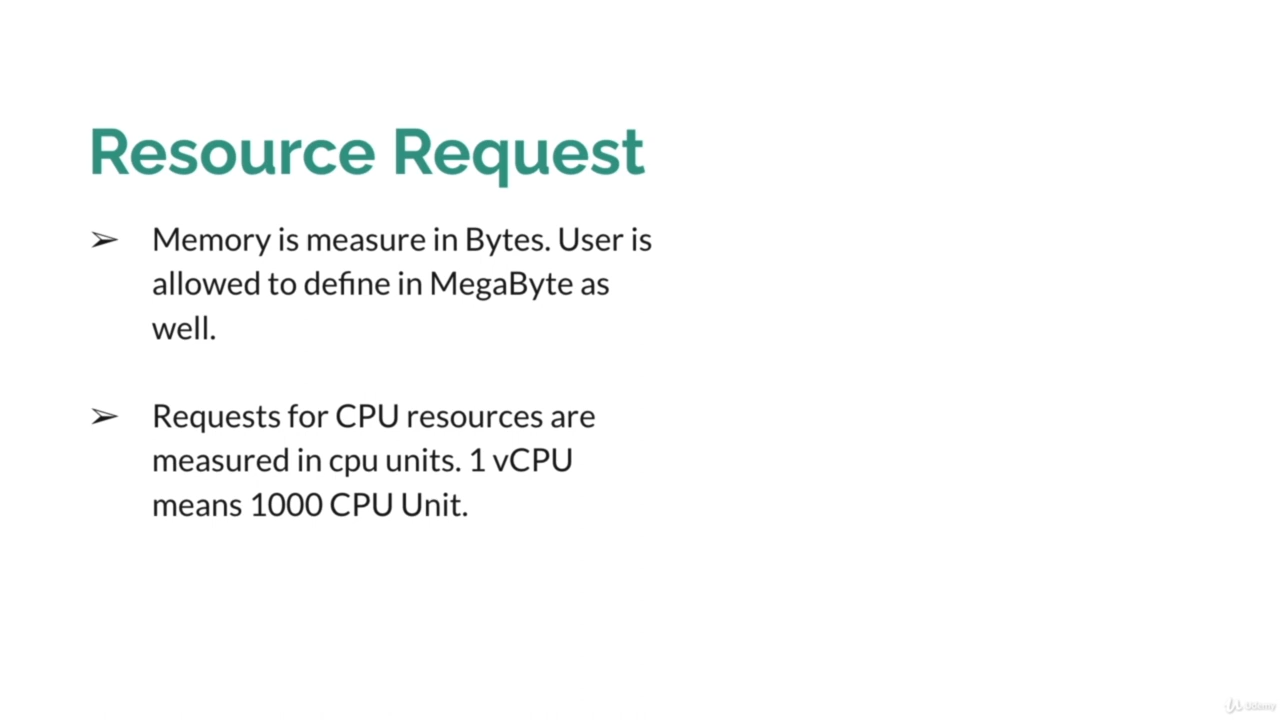 Resource Request
➢ Memory is measure in Bytes. User is
allowed to define in MegaByte as
well.
➢ Requests for CPU resources are
measured in cpu units. 1 vCPU
means 1000 CPU Unit.
Udemy